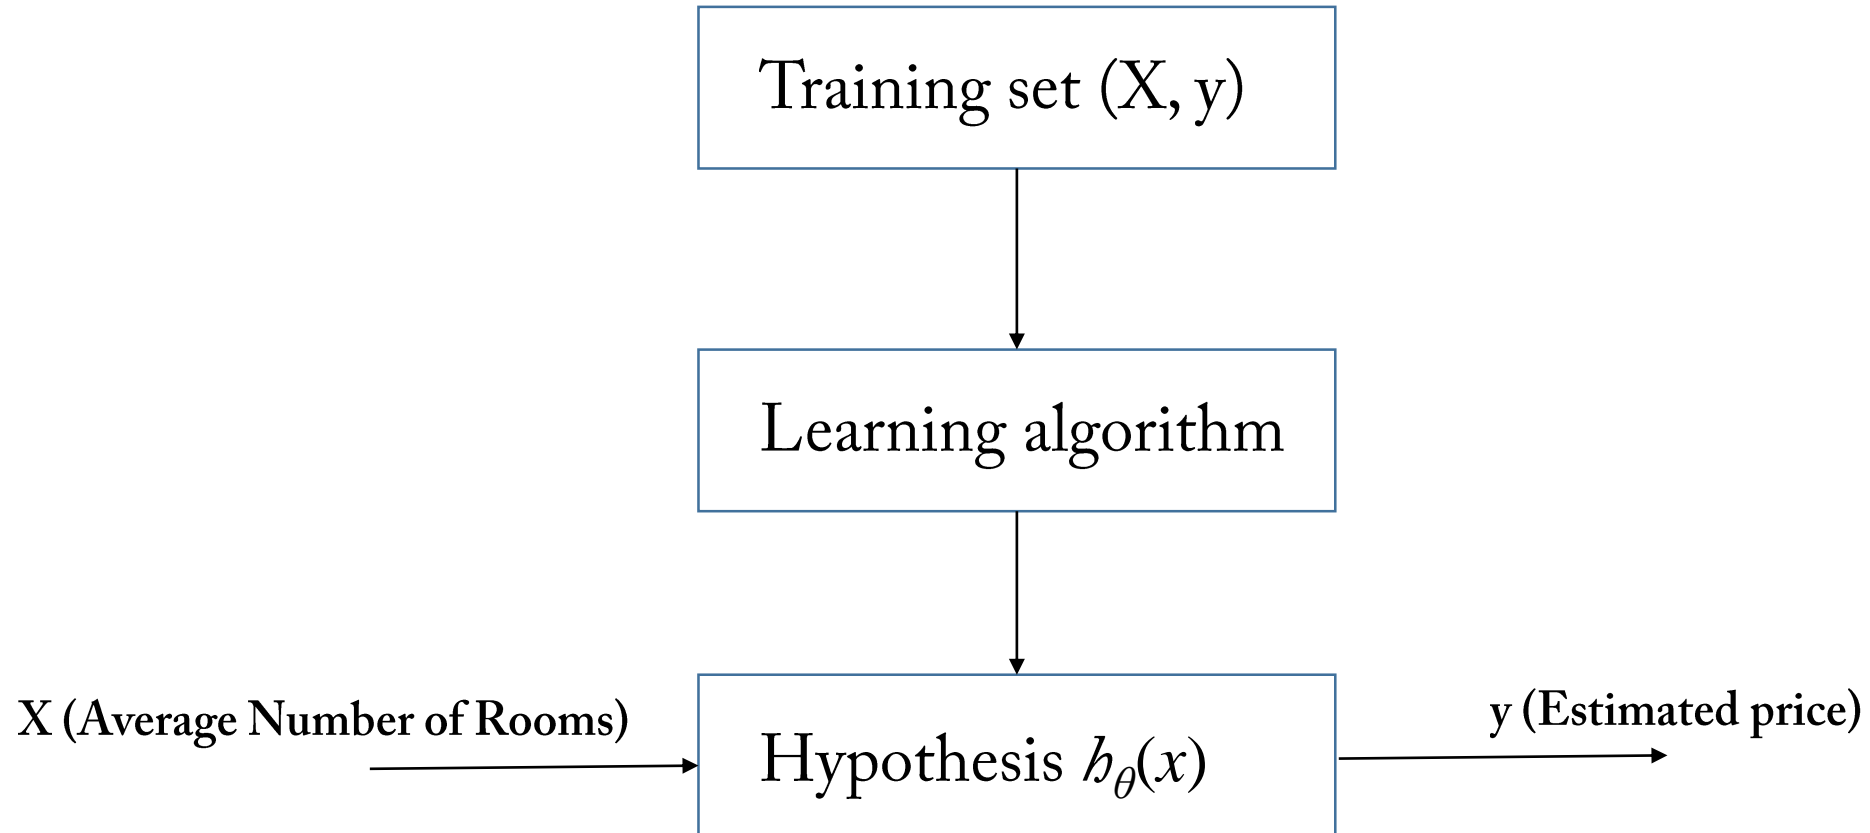 Training set (X, y)
Learning algorithm
X (Average Number of Rooms)
Hypothesis hθ(x)
y (Estimated price)